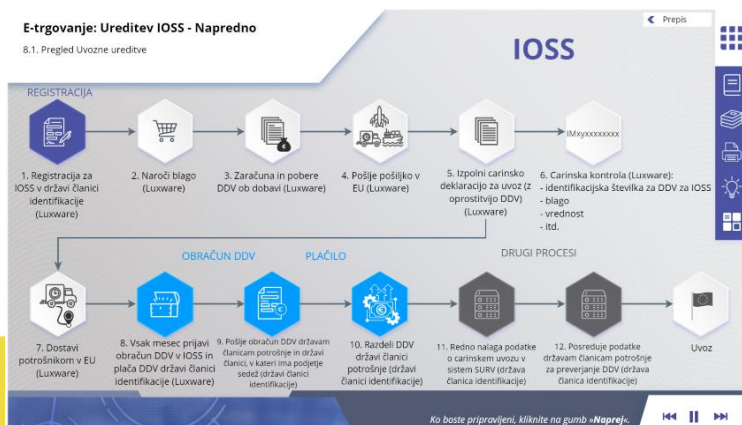 E-trgovanje: Ureditev IOSS - Napredno
8.1. Pregled Uvozne ureditve
Prepis
IOSS
REGISTRACIJA
IMxyxxxxxxxx
1. Registracija za
IOSS v državi članici
identifikacije
(Luxware)
2. Naroči blago
(Luxware)
3. Zaračuna in pobere
DDV ob dobavi (Luxware)
4. Pošlje pošiljko v
EU (Luxware)
5. Izpolni carinsko
deklaracijo za uvoz (z
oprostitvijo DDV)
(Luxware)
6. Carinska kontrola (Luxware):
- identifikacijska številka za DDV za IOSS
- blago
- vrednost
- itd.
OBRAČUN DDV
PLAČILO
DRUGI PROCESI
7. Dostavi
potrošnikom v EU
(Luxware)
8. Vsak mesec prijavi
obračun DDV v IOSS in
plača DDV državi članici
identifikacije (Luxware)
9. Pošlje obračun DDV državam
članicam potrošnje in državi
članici, v kateri ima podjetje
sedež (državi članici
identifikacije)
10. Razdeli DDV
državi članici
potrošnje (državi
članici identifikacije)
11. Redno nalaga podatke
o carinskem uvozu v
sistem SURV (država
članica identifikacije)
12. Posreduje podatke
državam članicam potrošnje
za preverjanje DDV (država
članica identifikacije)
Uvoz
Ko boste pripravljeni, kliknite na gumb »Naprej«.